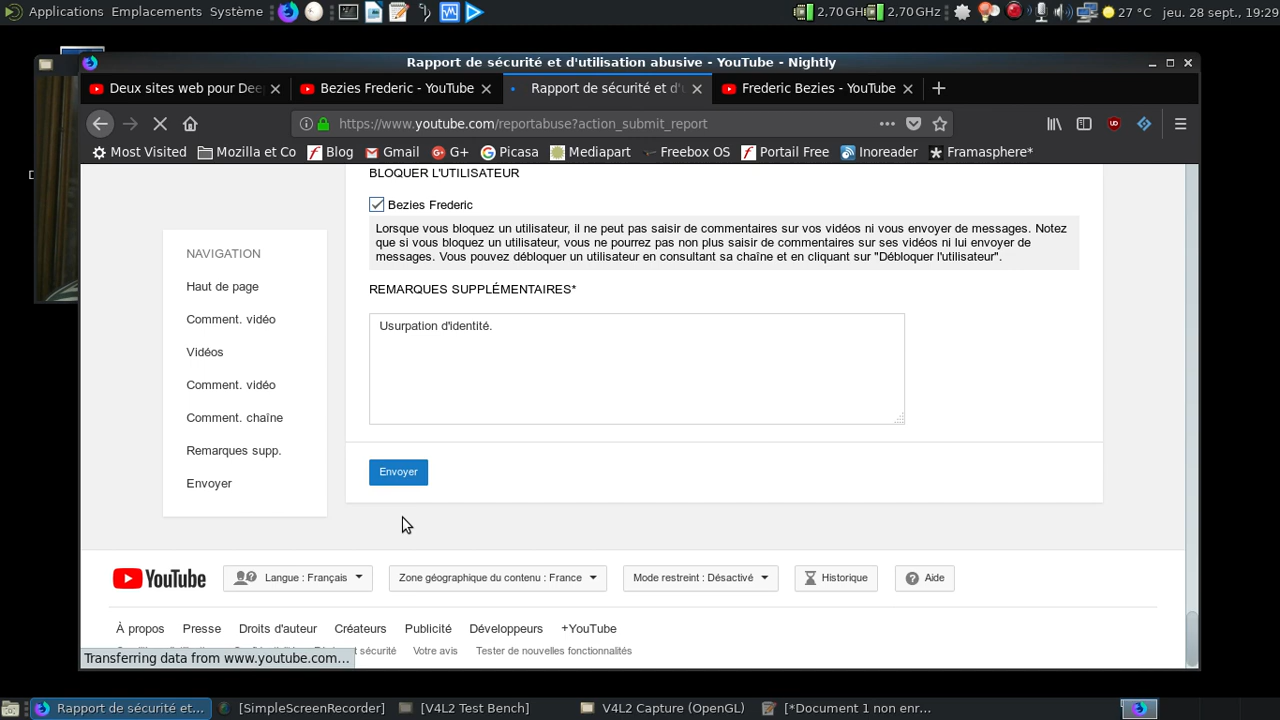 Applications Emplacements Système
2,70 GH 2,70 GHz
27 °C jeu. 28 sept., 19:29
Rapport de sécurité et d'utilisation abusive - YouTube - Nightly
Deux sites web pour Dee
Bezies Frederic - YouTube
Rapport de sécurité et d'u
Frederic Bezies - YouTube
https://www.youtube.com/reportabuse?action_submit_report
Most Visited Mozilla et Co Blog Gmail G+ Picasa Mediapart Freebox OS Portail Free Inoreader Framasphere*
BLOQUER L'UTILISATEUR
Bezies Frederic
Lorsque vous bloquez un utilisateur, il ne peut pas saisir de commentaires sur vos vidéos ni vous envoyer de messages. Notez
que si vous bloquez un utilisateur, vous ne pourrez pas non plus saisir de commentaires sur ses vidéos ni lui envoyer de
messages. Vous pouvez débloquer un utilisateur en consultant sa chaîne et en cliquant sur "Débloquer l'utilisateur".
REMARQUES SUPPLÉMENTAIRES*
Usurpation d'identité.
Envoyer
NAVIGATION
Haut de page
Comment. vidéo
Vidéos
Comment. vidéo
Comment. chaîne
Remarques supp.
Envoyer
YouTube
Langue : Français
Zone géographique du contenu : France
Mode restreint : Désactivé
Historique
Aide
À propos Presse Droits d'auteur Créateurs Publicité Développeurs +YouTube
et sécurité Votre avis Tester de nouvelles fonctionnalités
Transferring data from www.youtube.com…
Rapport de sécurité et…
[SimpleScreenRecorder]
[V4L2 Test Bench]
V4L2 Capture (OpenGL)
[*Document 1 non enr…